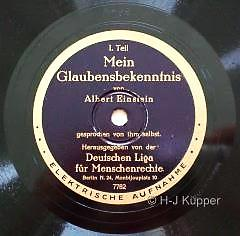 I. Teil
Mein
Glaubensbekenntnis
von
Albert Einstein
gesprochen von ihm selbst.
Herausgegeben von der
Deutschen Liga
für Menschenrechte
Berlin N. 24, Monbijouplatz 10
7762
ELEKTRISCHE AUFNAHME
© H-J Küpper